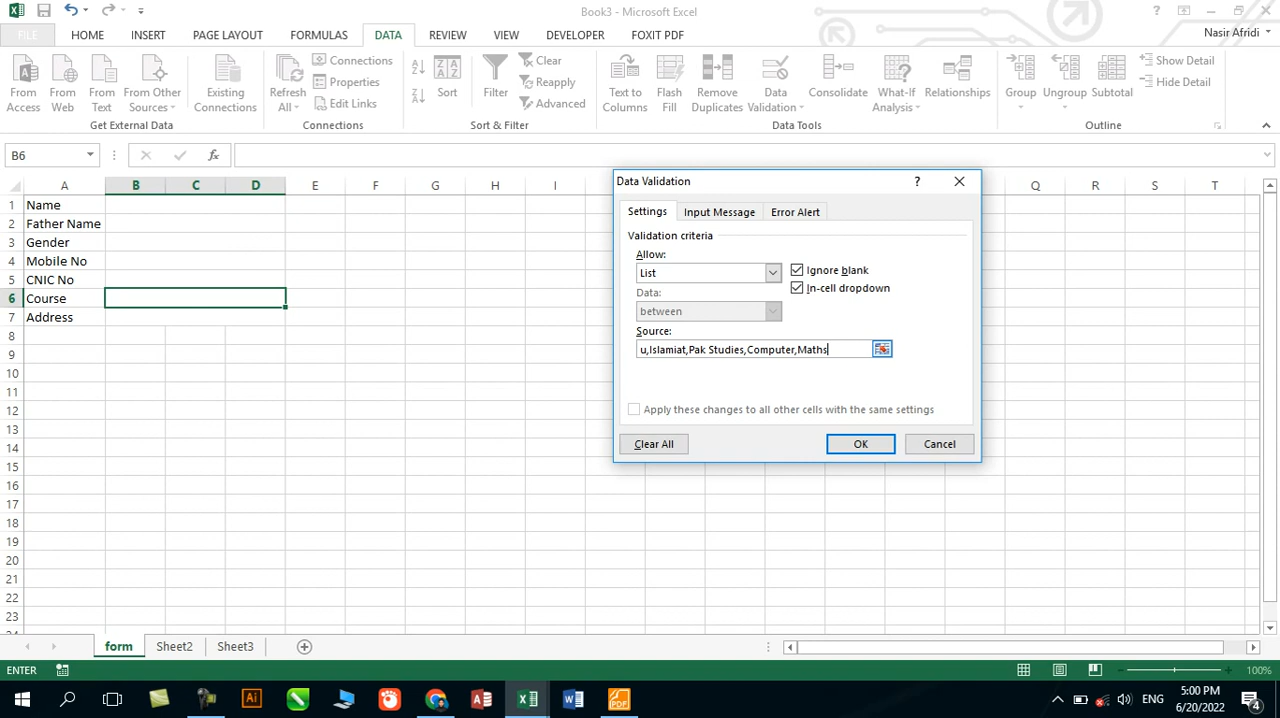 Book3 - Microsoft Excel
FILE HOME INSERT PAGE LAYOUT FORMULAS DATA REVIEW VIEW DEVELOPER FOXIT PDF Nasir Afridi
From Access
From Web
From Text
From Other Sources
Existing Connections
Get External Data
Refresh All
Connections
Properties
Edit Links
Connections
Sort
Filter
Clear
Reapply
Advanced
Sort & Filter
Text to Columns
Flash Fill
Remove Duplicates
Data Validation
Consolidate
What-If Analysis
Relationships
Data Tools
Group
Ungroup
Subtotal
Show Detail
Hide Detail
Outline
B6 fx
A B C D E F G H I Q R S T
1 Name
2 Father Name
3 Gender
4 Mobile No
5 CNIC No
6 Course
7 Address
8
9
10
11
12
13
14
15
16
17
18
19
20
21
22
23
Data Validation ?
Settings Input Message Error Alert
Validation criteria
Allow:
List
Ignore blank
In-cell dropdown
Data:
between
Source:
u,Islamiat,Pak Studies,Computer,Maths
Apply these changes to all other cells with the same settings
Clear All OK Cancel
form Sheet2 Sheet3
ENTER 100%
Ai PDF ENG 5:00 PM
6/20/2022 4